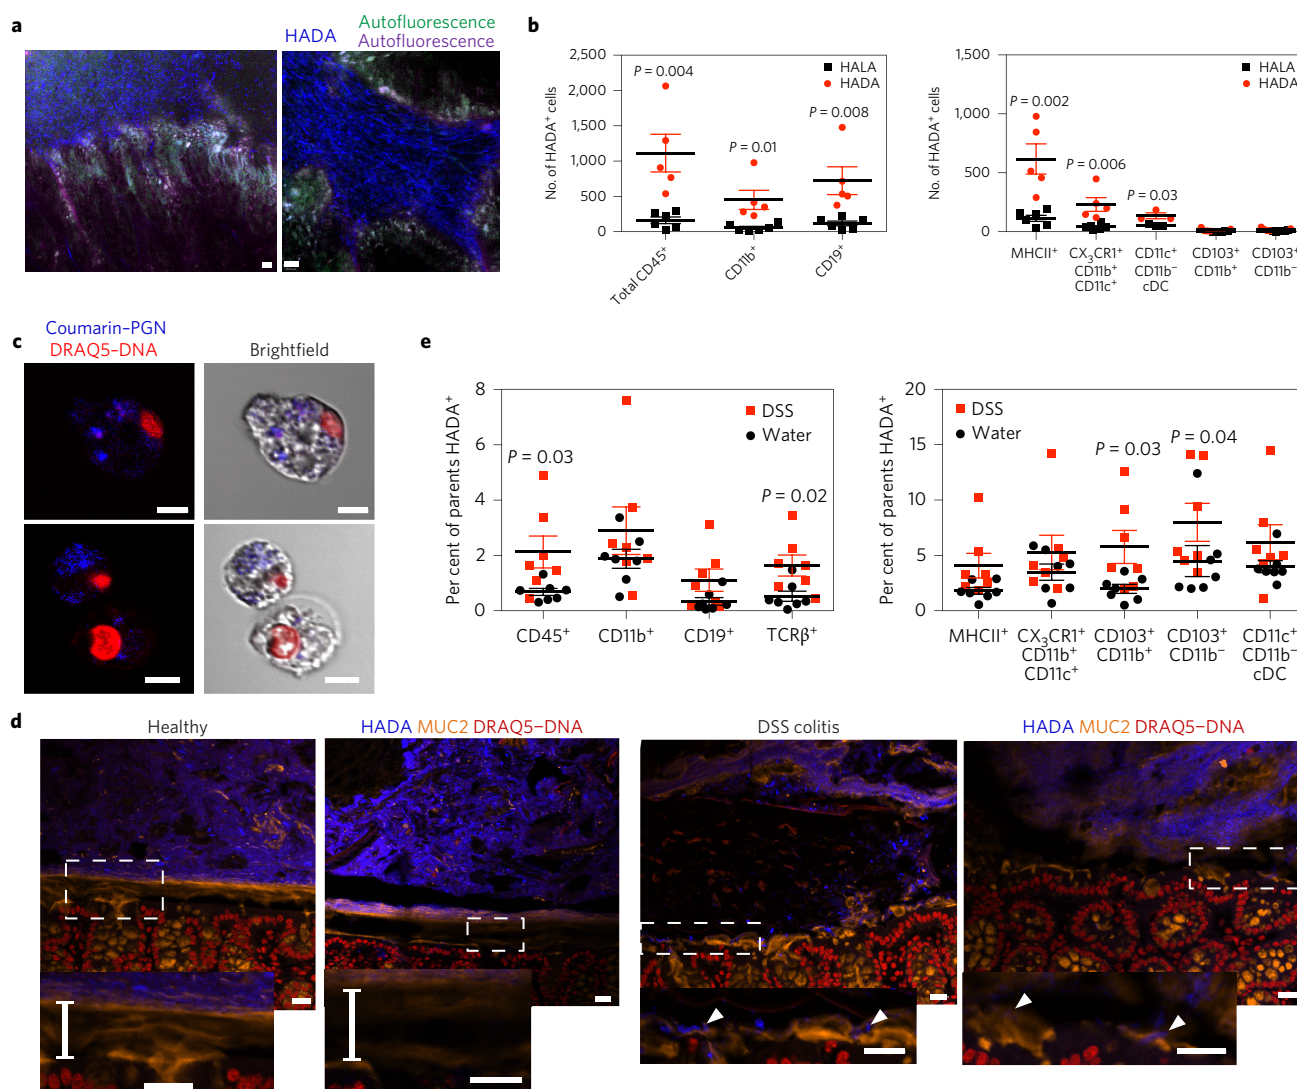 a
HADA
Autofluorescence
Autofluorescence
b
No. of HADA⁺ cells
2,500
2,000
1,500
1,000
500
0
HALA
HADA
P = 0.004
P = 0.01
P = 0.008
Total CD45⁺
CD11b⁺
CD19⁺
No. of HADA⁺ cells
1,500
1,000
500
0
HALA
HADA
P = 0.002
P = 0.006
P = 0.03
MHCII⁺
CX₃CR1⁺
CD11b⁺
CD11c⁺
CD11c⁺
CD11b⁻
cDC
CD103⁺
CD11b⁺
CD103⁺
CD11b⁻
c
Coumarin–PGN
DRAQ5–DNA
Brightfield
e
Per cent of parents HADA⁺
8
6
4
2
0
DSS
Water
P = 0.03
P = 0.02
CD45⁺
CD11b⁺
CD19⁺
TCRβ⁺
Per cent of parents HADA⁺
20
15
10
5
0
DSS
Water
P = 0.03
P = 0.04
MHCII⁺
CX₃CR1⁺
CD11b⁺
CD11c⁺
CD103⁺
CD11b⁺
CD103⁺
CD11b⁻
CD11c⁺
CD11b⁻
cDC
d
Healthy
HADA MUC2 DRAQ5–DNA
DSS colitis
HADA MUC2 DRAQ5–DNA